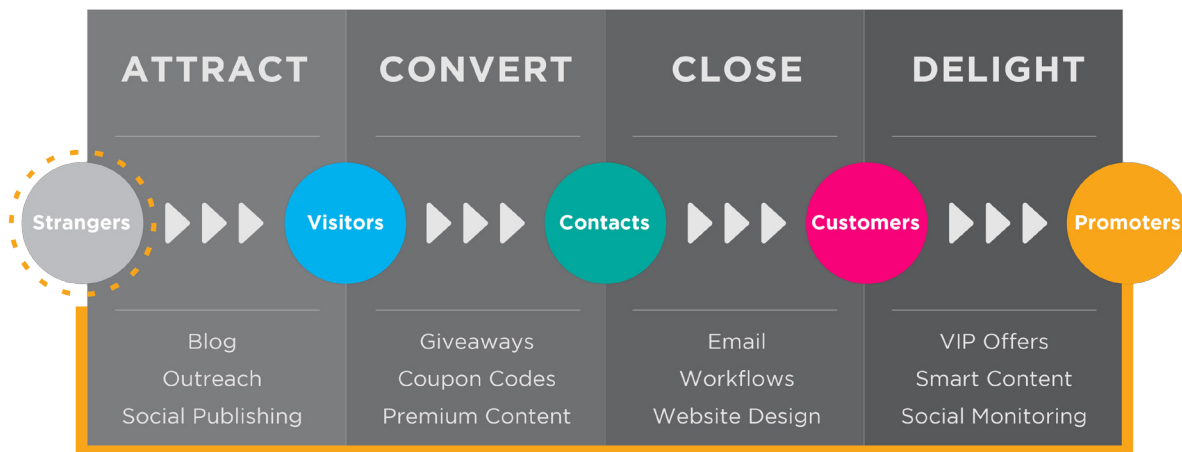 ATTRACT
CONVERT
CLOSE
DELIGHT
Strangers
Visitors
Contacts
Customers
Promoters
Blog
Outreach
Social Publishing
Giveaways
Coupon Codes
Premium Content
Email
Workflows
Website Design
VIP Offers
Smart Content
Social Monitoring